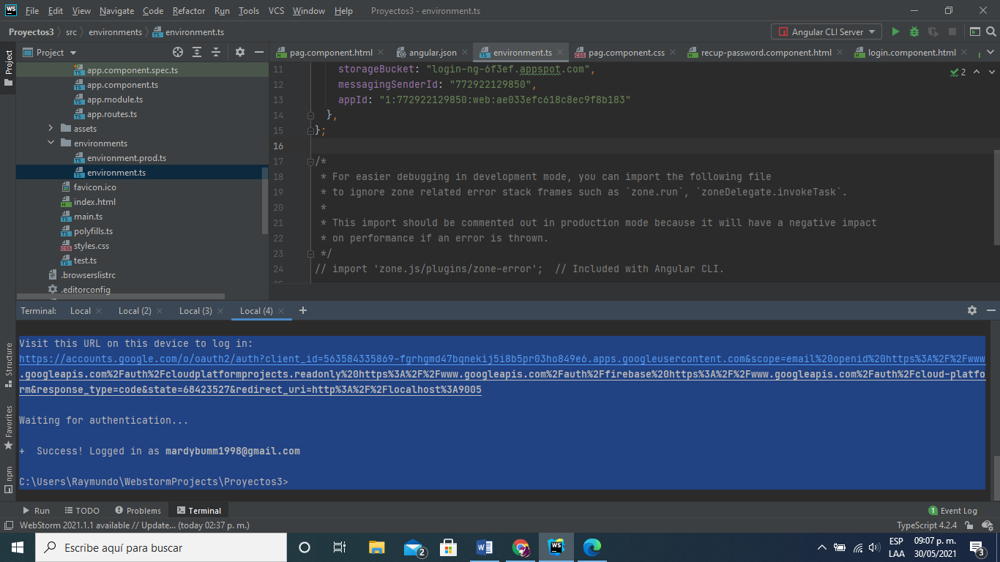 WS File Edit View Navigate Code Refactor Run Tools VCS Window Help Proyectos3 - environment.ts
Proyectos3 src environments environment.ts Angular CLI Server
Project pag.component.html angular.json environment.ts pag.component.css recup-password.component.html login.component.html
Project
app.component.spec.ts
app.component.ts
app.module.ts
app.routes.ts
assets
environments
environment.prod.ts
environment.ts
favicon.ico
index.html
main.ts
polyfills.ts
styles.css
test.ts
.browserslistrc
.editorconfig
11 storageBucket: "login-ng-6f3ef.appspot.com",
12 messagingSenderId: "772922129850",
13 appId: "1:772922129850:web:ae033efc618c8ec9f8b183"
14 },
15 };
16
17 /*
18 * For easier debugging in development mode, you can import the following file
19 * to ignore zone related error stack frames such as `zone.run`, `zoneDelegate.invokeTask`.
20 *
21 * This import should be commented out in production mode because it will have a negative impact
22 * on performance if an error is thrown.
23 */
24 // import 'zone.js/plugins/zone-error';  // Included with Angular CLI.
2
Terminal: Local Local (2) Local (3) Local (4)
Visit this URL on this device to log in:
https://accounts.google.com/o/oauth2/auth?client_id=563584335869-fgrhgmd47bqnekij5i8b5pr03ho849e6.apps.googleusercontent.com&scope=email%20openid%20https%3A%2F%2Fwww
.googleapis.com%2Fauth%2Fcloudplatformprojects.readonly%20https%3A%2F%2Fwww.googleapis.com%2Fauth%2Ffirebase%20https%3A%2F%2Fwww.googleapis.com%2Fauth%2Fcloud-platfo
rm&response_type=code&state=68423527&redirect_uri=http%3A%2F%2Flocalhost%3A9005
Waiting for authentication...
+  Success! Logged in as mardybumm1998@gmail.com
C:\Users\Raymundo\WebstormProjects\Proyectos3>
Structure
Favorites
npm
Run TODO Problems Terminal 1 Event Log
WebStorm 2021.1.1 available // Update... (today 02:37 p. m.) TypeScript 4.2.4
Escribe aquí para buscar
2
W
WS
ESP
LAA
09:07 p. m.
30/05/2021
3